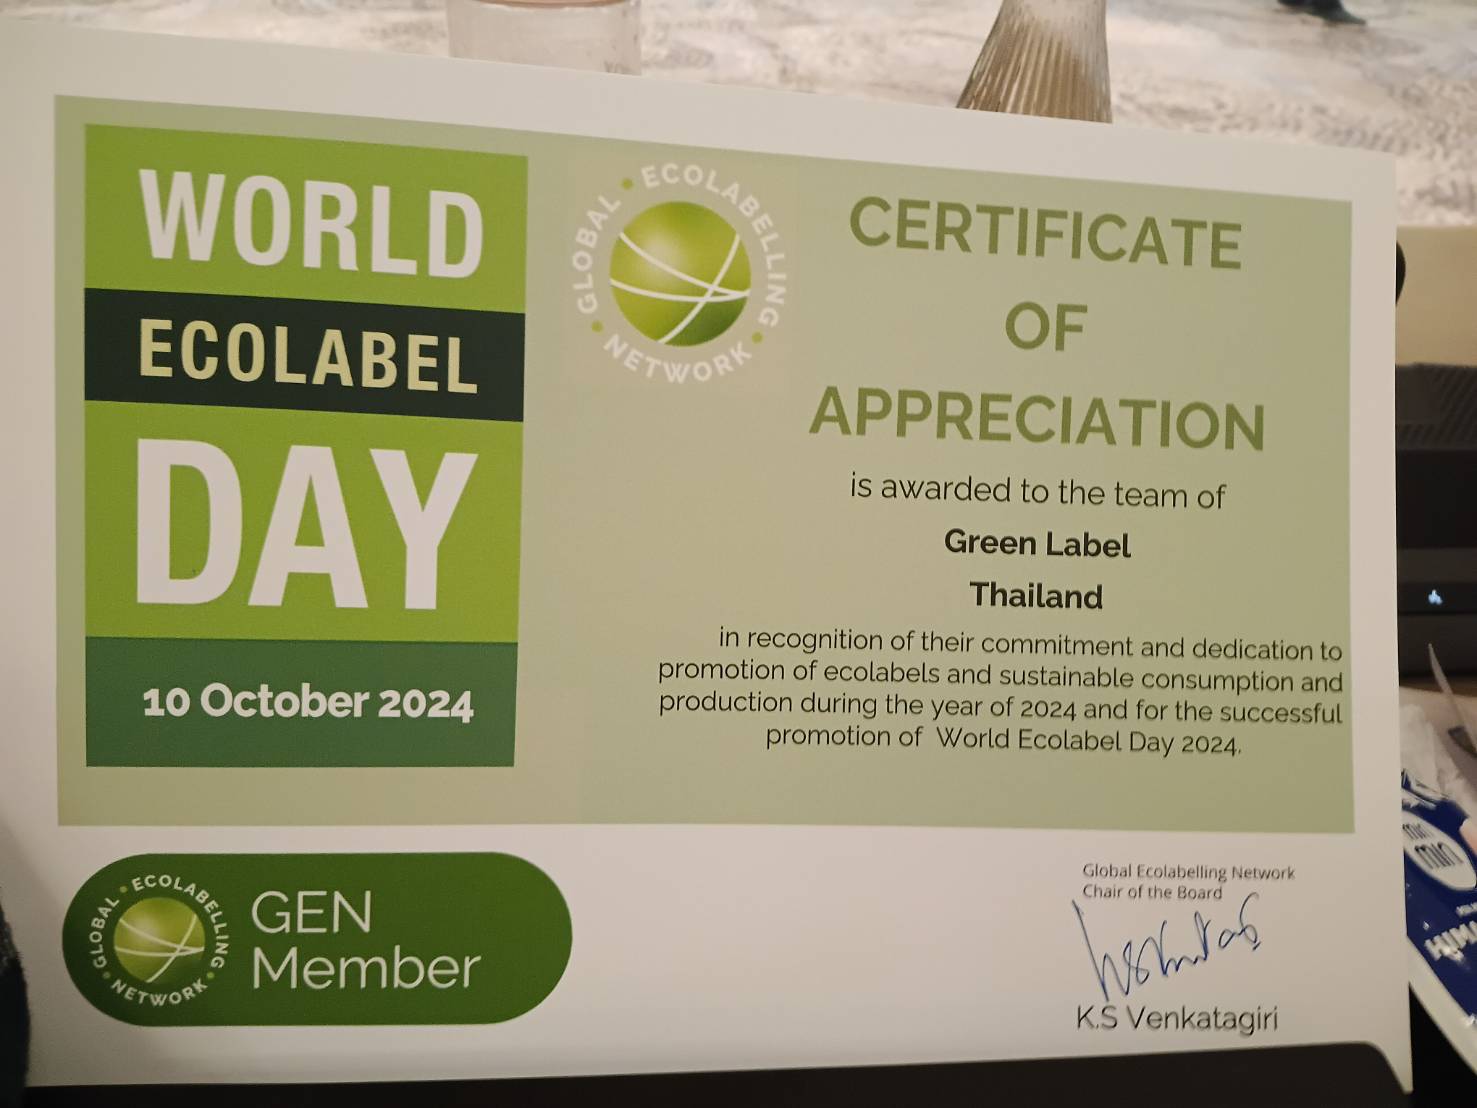 WORLD
ECOLABEL
DAY
10 October 2024
GLOBAL • ECOLABELLING • NETWORK •
CERTIFICATE
OF
APPRECIATION
is awarded to the team of
Green Label
Thailand
in recognition of their commitment and dedication to
promotion of ecolabels and sustainable consumption and
production during the year of 2024 and for the successful
promotion of World Ecolabel Day 2024.
GLOBAL • ECOLABELLING • NETWORK •
GEN
Member
Global Ecolabelling Network
Chair of the Board
K.S Venkatagiri
min